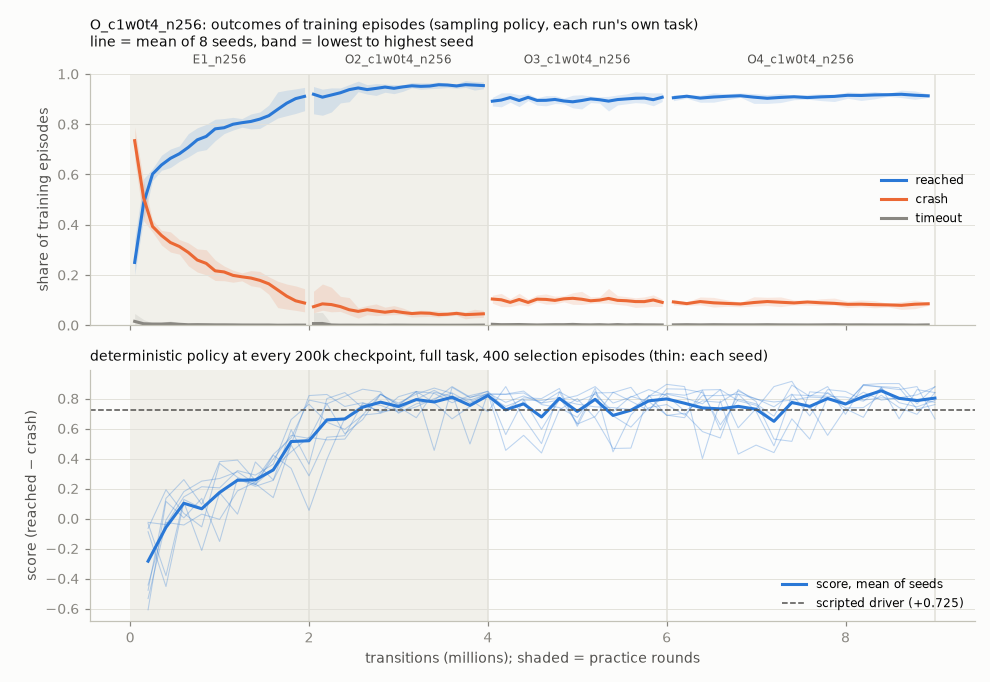 O_c1w0t4_n256: outcomes of training episodes (sampling policy, each run's own task)
line = mean of 8 seeds, band = lowest to highest seed
E1_n256 O2_c1w0t4_n256 O3_c1w0t4_n256 O4_c1w0t4_n256
share of training episodes
1.0
0.8
0.6
0.4
0.2
0.0
reached
crash
timeout
deterministic policy at every 200k checkpoint, full task, 400 selection episodes (thin: each seed)
score (reached − crash)
0.8
0.6
0.4
0.2
0.0
−0.2
−0.4
−0.6
score, mean of seeds
scripted driver (+0.725)
0 2 4 6 8
transitions (millions); shaded = practice rounds